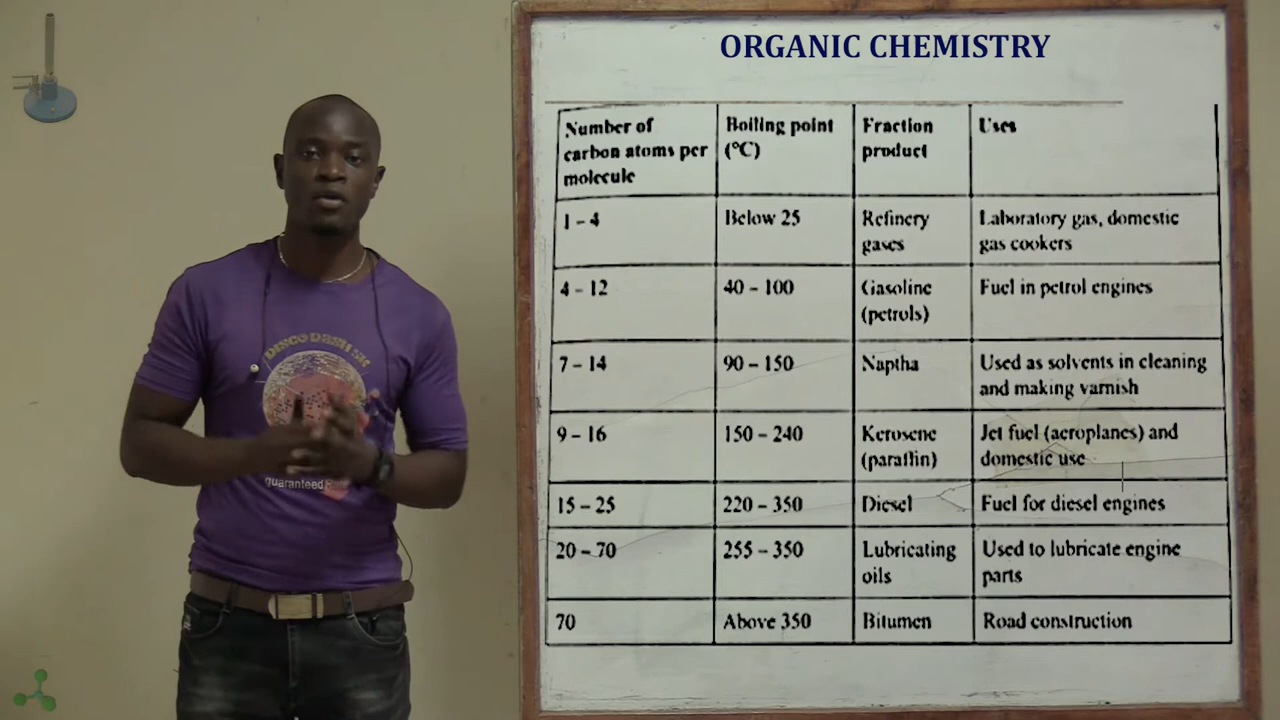 ORGANIC CHEMISTRY
Number of
carbon atoms per
molecule
Boiling point
(°C)
Fraction
product
Uses
1 – 4
Below 25
Refinery
gases
Laboratory gas, domestic
gas cookers
4 – 12
40 – 100
Gasoline
(petrols)
Fuel in petrol engines
7 – 14
90 – 150
Naptha
Used as solvents in cleaning
and making varnish
9 – 16
150 – 240
Kerosene
(paraffin)
Jet fuel (aeroplanes) and
domestic use
15 – 25
220 – 350
Diesel
Fuel for diesel engines
20 – 70
255 – 350
Lubricating
oils
Used to lubricate engine
parts
70
Above 350
Bitumen
Road construction
DISCO DASH
guaranteed